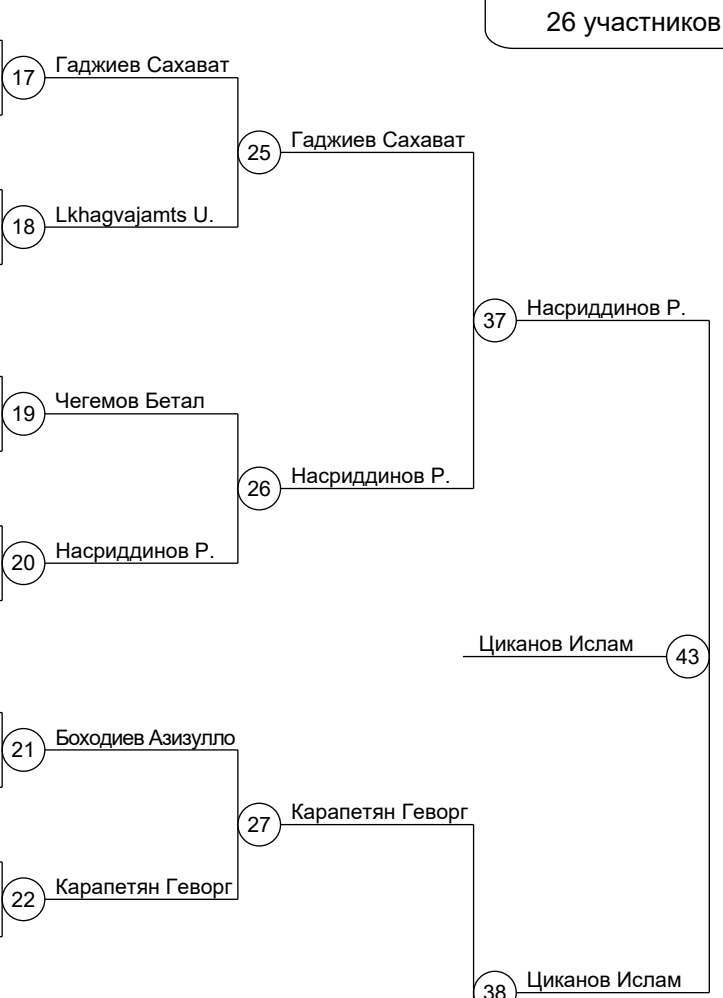 26 участников
17 Гаджиев Сахават
25 Гаджиев Сахават
18 Lkhagvajamts U.
37 Насриддинов Р.
19 Чегемов Бетал
26 Насриддинов Р.
20 Насриддинов Р.
Циканов Ислам 43
21 Боходиев Азизулло
27 Карапетян Геворг
22 Карапетян Геворг
38 Циканов Ислам